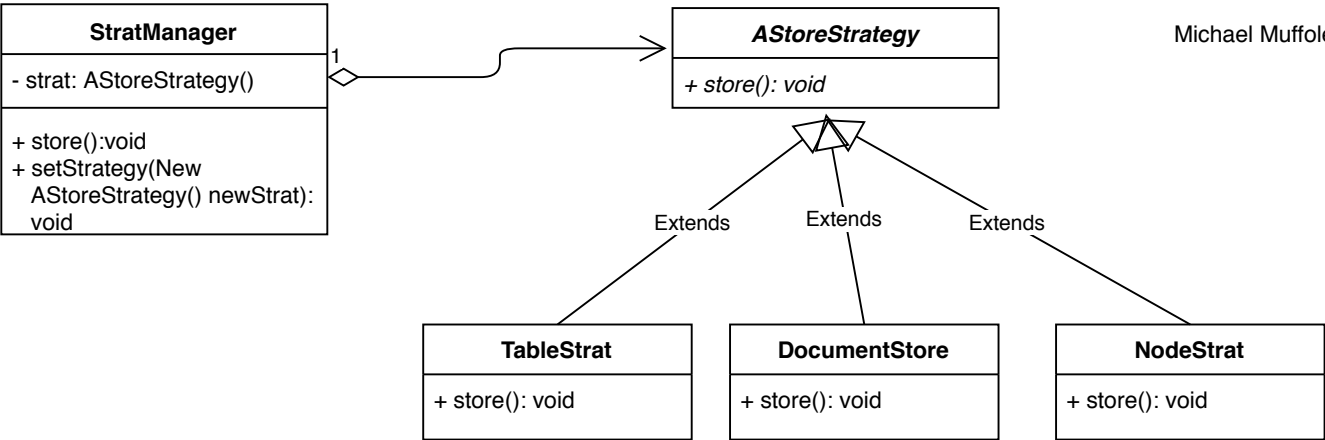 StratManager
- strat: AStoreStrategy()
+ store():void
+ setStrategy(New
AStoreStrategy() newStrat):
void
1
AStoreStrategy
+ store(): void
Michael
Extends
Extends
Extends
TableStrat
+ store(): void
DocumentStore
+ store(): void
NodeStrat
+ store(): void